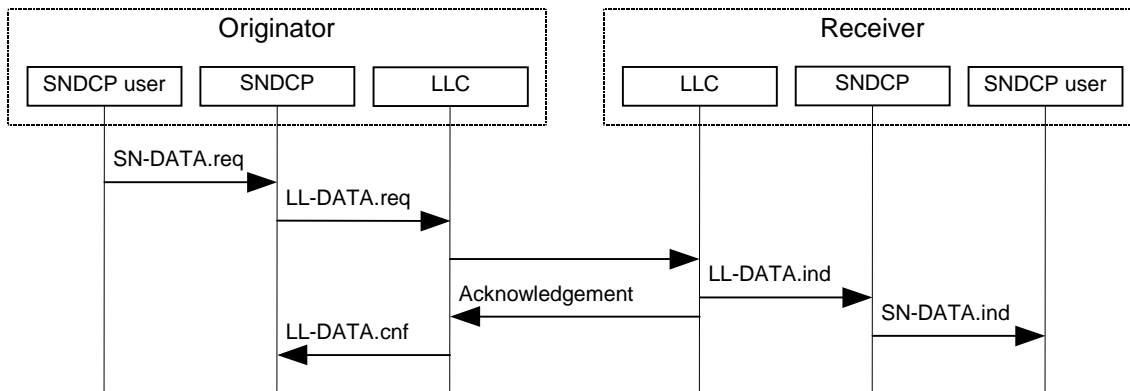 Originator
Receiver
SNDCP user
SNDCP
LLC
LLC
SNDCP
SNDCP user
SN-DATA.req
LL-DATA.req
LL-DATA.ind
Acknowledgement
SN-DATA.ind
LL-DATA.cnf